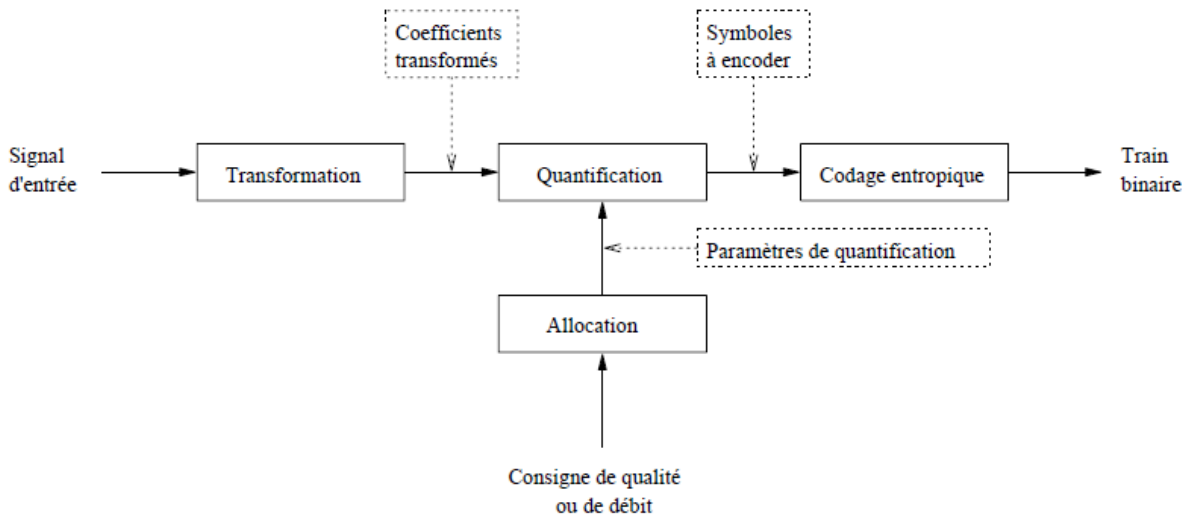 Coefficients
transformés
Symboles
à encoder
Signal
d'entrée
Transformation
Quantification
Codage entropique
Train
binaire
Paramètres de quantification
Allocation
Consigne de qualité
ou de débit